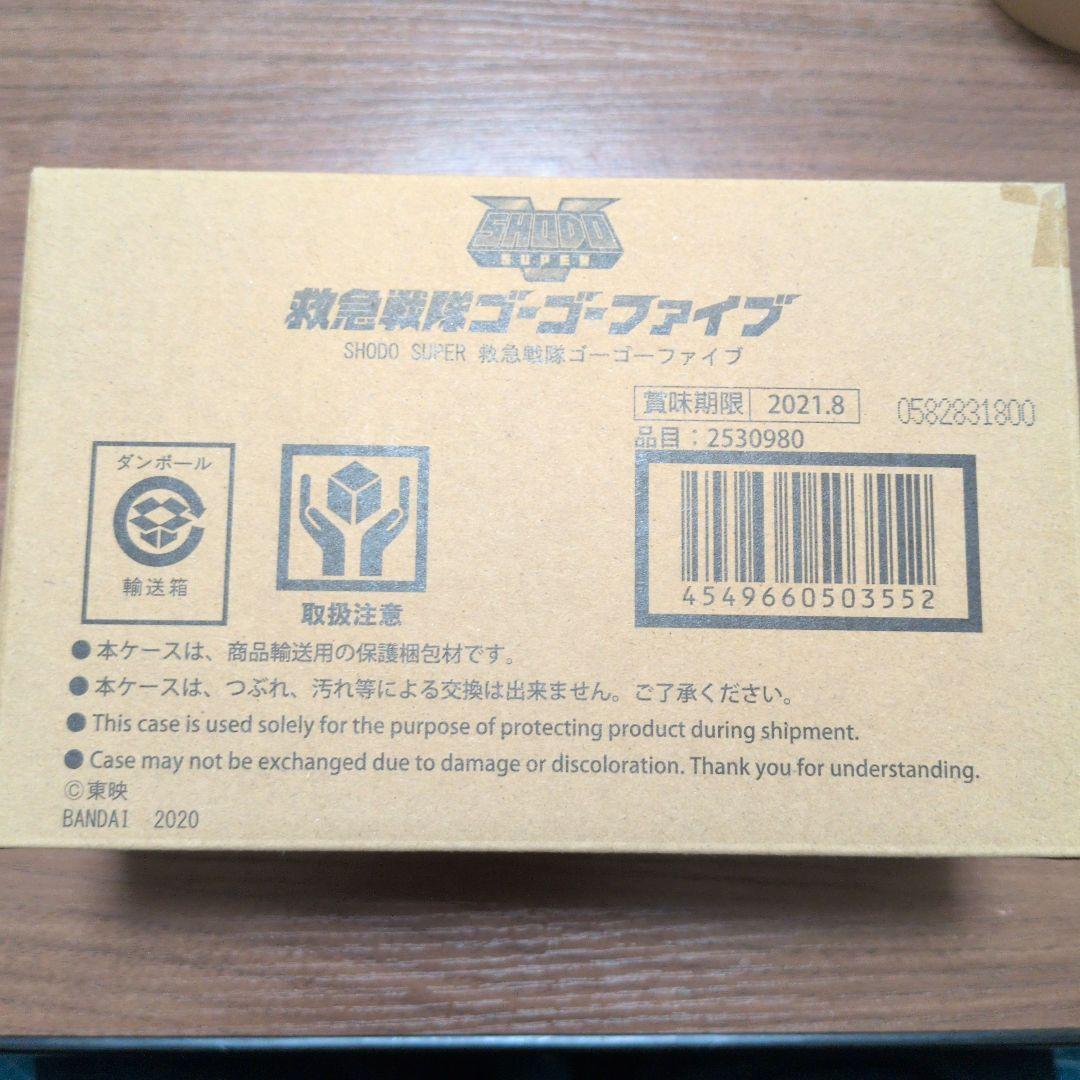 SHODO
SUPER
救急戦隊ゴーゴーファイブ
SHODO SUPER 救急戦隊ゴーゴーファイブ
賞味期限 2021.8
0582831800
品目：2530980
ダンボール
輸送箱
取扱注意
4549660503552
●本ケースは、商品輸送用の保護梱包材です。
●本ケースは、つぶれ、汚れ等による交換は出来ません。ご了承ください。
●This case is used solely for the purpose of protecting product during shipment.
●Case may not be exchanged due to damage or discoloration. Thank you for understanding.
©東映
BANDAI 2020